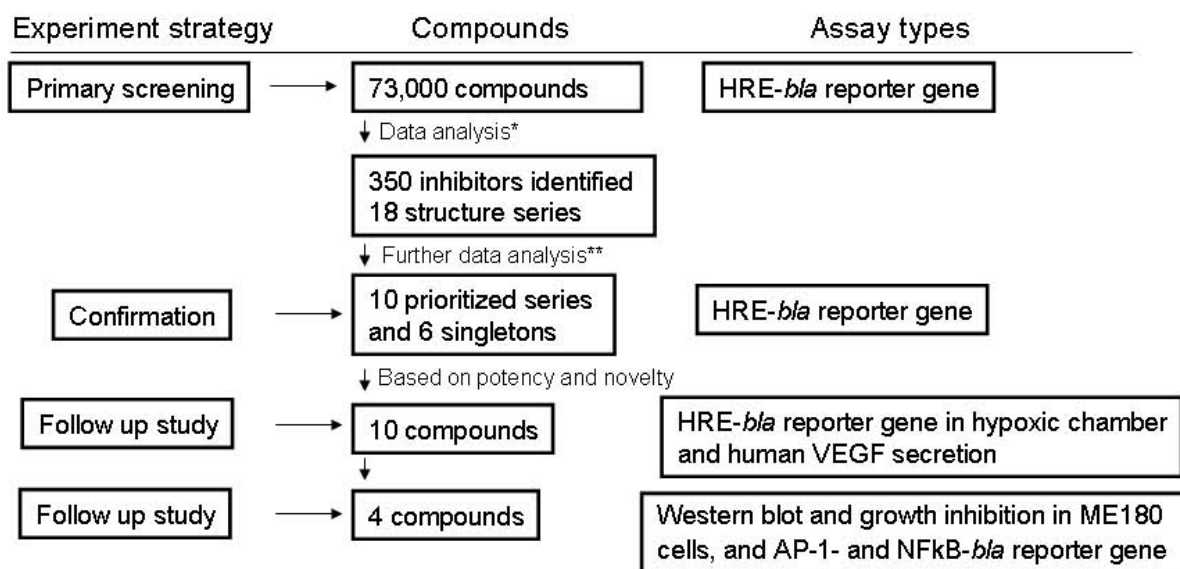 Experiment strategy Compounds Assay types
Primary screening 73,000 compounds HRE-bla reporter gene
Data analysis*
350 inhibitors identified
18 structure series
Further data analysis**
Confirmation 10 prioritized series
and 6 singletons HRE-bla reporter gene
Based on potency and novelty
Follow up study 10 compounds HRE-bla reporter gene in hypoxic chamber
and human VEGF secretion
Follow up study 4 compounds Western blot and growth inhibition in ME180
cells, and AP-1- and NFkB-bla reporter gene